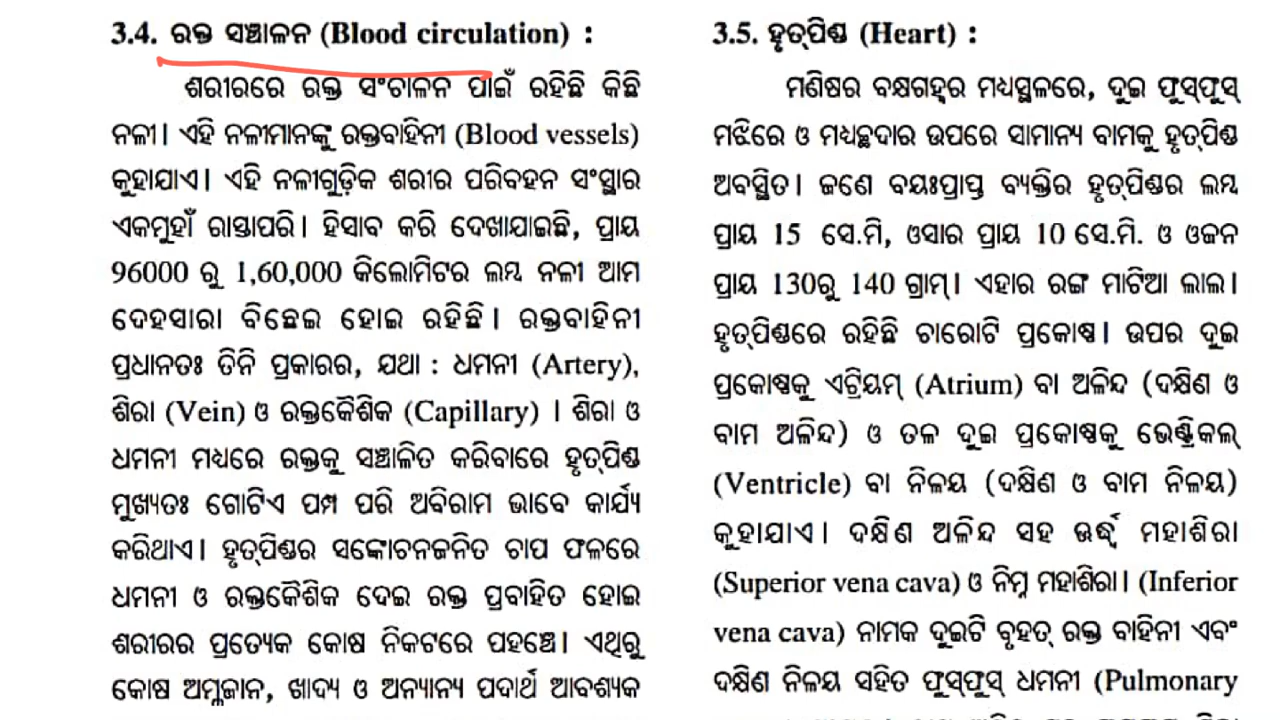 3.4. ରକ୍ତ ସଞ୍ଚାଳନ (Blood circulation) :
ଶରୀରରେ ରକ୍ତ ସଂଚାଳନ ପାଇଁ ରହିଛି କିଛି
ନଳୀ। ଏହି ନଳୀମାନଙ୍କୁ ରକ୍ତବାହିନୀ (Blood vessels)
କୁହାଯାଏ। ଏହି ନଳୀଗୁଡ଼ିକ ଶରୀର ପରିବହନ ସଂସ୍ଥାର
ଏକମୁହାଁ ରାସ୍ତାପରି। ହିସାବ କରି ଦେଖାଯାଇଛି, ପ୍ରାୟ
96000 ରୁ 1,60,000 କିଲୋମିଟର ଲମ୍ବ ନଳୀ ଆମ
ଦେହସାରା ବିଛେଇ ହୋଇ ରହିଛି। ରକ୍ତବାହିନୀ
ପ୍ରଧାନତଃ ତିନି ପ୍ରକାରର, ଯଥା : ଧମନୀ (Artery),
ଶିରା (Vein) ଓ ରକ୍ତକୈଶିକ (Capillary) । ଶିରା ଓ
ଧମନୀ ମଧ୍ୟରେ ରକ୍ତକୁ ସଞ୍ଚାଳିତ କରିବାରେ ହୃତ୍‌ପିଣ୍ଡ
ମୁଖ୍ୟତଃ ଗୋଟିଏ ପମ୍ପ ପରି ଅବିରାମ ଭାବେ କାର୍ଯ୍ୟ
କରିଥାଏ। ହୃତ୍‌ପିଣ୍ଡର ସଙ୍କୋଚନଜନିତ ଚାପ ଫଳରେ
ଧମନୀ ଓ ରକ୍ତକୈଶିକ ଦେଇ ରକ୍ତ ପ୍ରବାହିତ ହୋଇ
ଶରୀରର ପ୍ରତ୍ୟେକ କୋଷ ନିକଟରେ ପହଞ୍ଚେ। ଏଥିରୁ
କୋଷ ଅମ୍ଳଜାନ, ଖାଦ୍ୟ ଓ ଅନ୍ୟାନ୍ୟ ପଦାର୍ଥ ଆବଶ୍ୟକ
3.5. ହୃତ୍‌ପିଣ୍ଡ (Heart) :
ମଣିଷର ବକ୍ଷଗହ୍ୱର ମଧ୍ୟସ୍ଥଳରେ, ଦୁଇ ଫୁସ୍‌ଫୁସ୍
ମଝିରେ ଓ ମଧ୍ୟଚ୍ଛଦାର ଉପରେ ସାମାନ୍ୟ ବାମକୁ ହୃତ୍‌ପିଣ୍ଡ
ଅବସ୍ଥିତ। ଜଣେ ବୟଃପ୍ରାପ୍ତ ବ୍ୟକ୍ତିର ହୃତ୍‌ପିଣ୍ଡର ଲମ୍ବ
ପ୍ରାୟ 15 ସେ.ମି, ଓସାର ପ୍ରାୟ 10 ସେ.ମି. ଓ ଓଜନ
ପ୍ରାୟ 130ରୁ 140 ଗ୍ରାମ୍। ଏହାର ରଙ୍ଗ ମାଟିଆ ଲାଲ।
ହୃତ୍‌ପିଣ୍ଡରେ ରହିଛି ଚାରୋଟି ପ୍ରକୋଷ୍ଠ। ଉପର ଦୁଇ
ପ୍ରକୋଷ୍ଠକୁ ଏଟ୍ରିୟମ୍ (Atrium) ବା ଅଳିନ୍ଦ (ଦକ୍ଷିଣ ଓ
ବାମ ଅଳିନ୍ଦ) ଓ ତଳ ଦୁଇ ପ୍ରକୋଷ୍ଠକୁ ଭେଣ୍ଟ୍ରିକଲ୍
(Ventricle) ବା ନିଳୟ (ଦକ୍ଷିଣ ଓ ବାମ ନିଳୟ)
କୁହାଯାଏ। ଦକ୍ଷିଣ ଅଳିନ୍ଦ ସହ ଊର୍ଦ୍ଧ୍ୱ ମହାଶିରା
(Superior vena cava) ଓ ନିମ୍ନ ମହାଶିରା। (Inferior
vena cava) ନାମକ ଦୁଇଟି ବୃହତ୍ ରକ୍ତ ବାହିନୀ ଏବଂ
ଦକ୍ଷିଣ ନିଳୟ ସହିତ ଫୁସ୍‌ଫୁସ୍ ଧମନୀ (Pulmonary